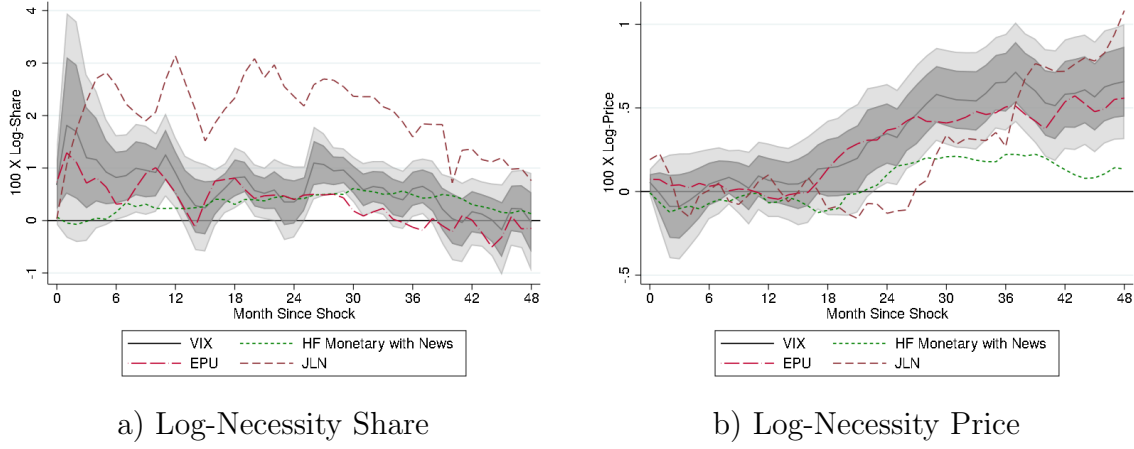 100 X Log-Share
4
3
2
1
0
-1
0 6 12 18 24 30 36 42 48
Month Since Shock
VIX HF Monetary with News
EPU JLN
a) Log-Necessity Share
100 X Log-Price
1
.5
0
-.5
0 6 12 18 24 30 36 42 48
Month Since Shock
VIX HF Monetary with News
EPU JLN
b) Log-Necessity Price